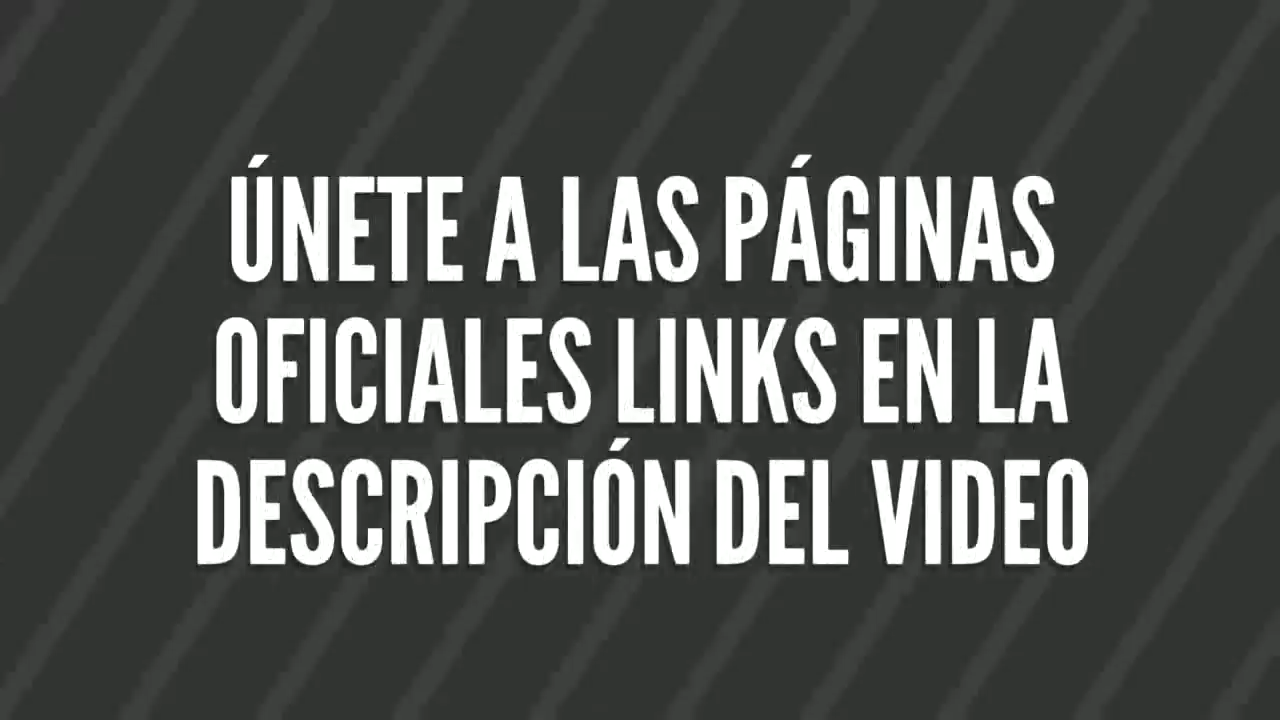 ÚNETE A LAS PÁGINAS
OFICIALES LINKS EN LA
DESCRIPCIÓN DEL VIDEO